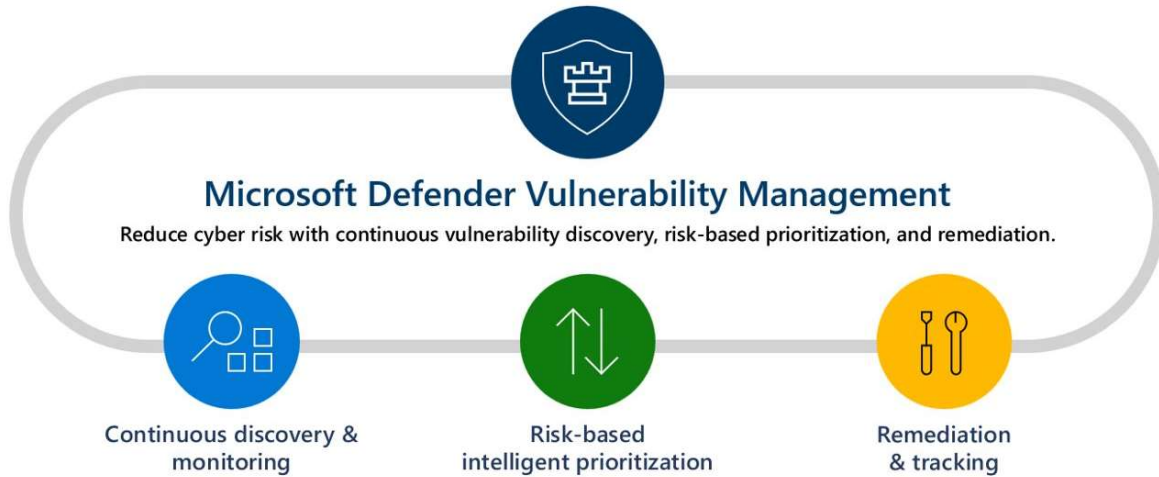 Microsoft Defender Vulnerability Management
Reduce cyber risk with continuous vulnerability discovery, risk-based prioritization, and remediation.
Continuous discovery &
monitoring
Risk-based
intelligent prioritization
Remediation
& tracking